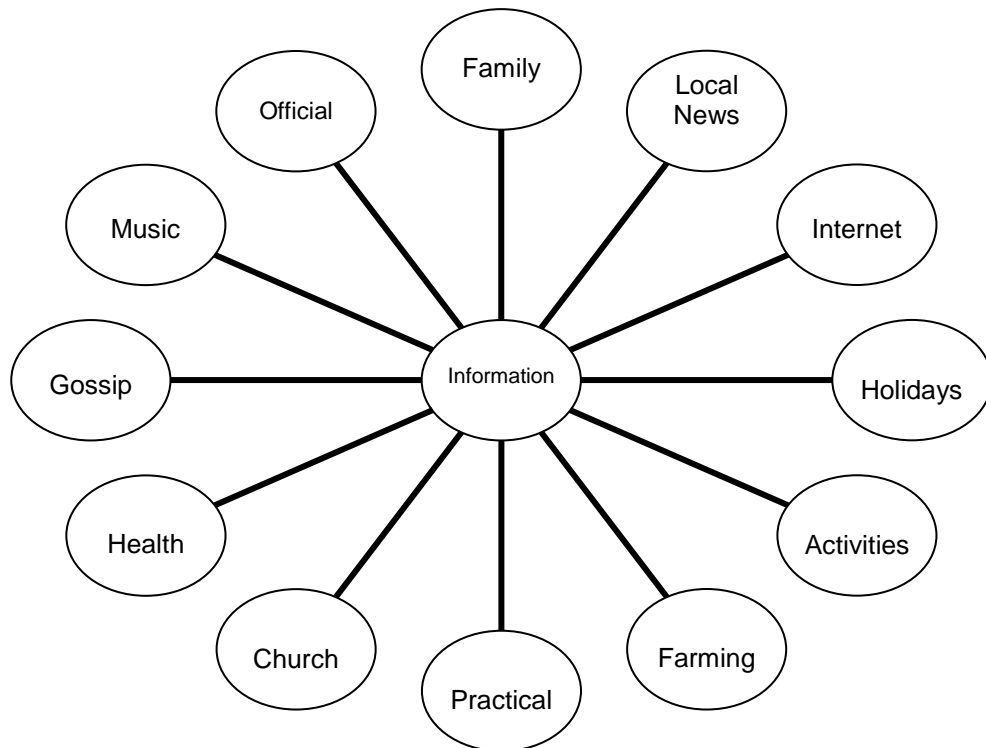 Family
Local
News
Official
Music
Internet
Information
Gossip
Holidays
Health
Activities
Church
Farming
Practical